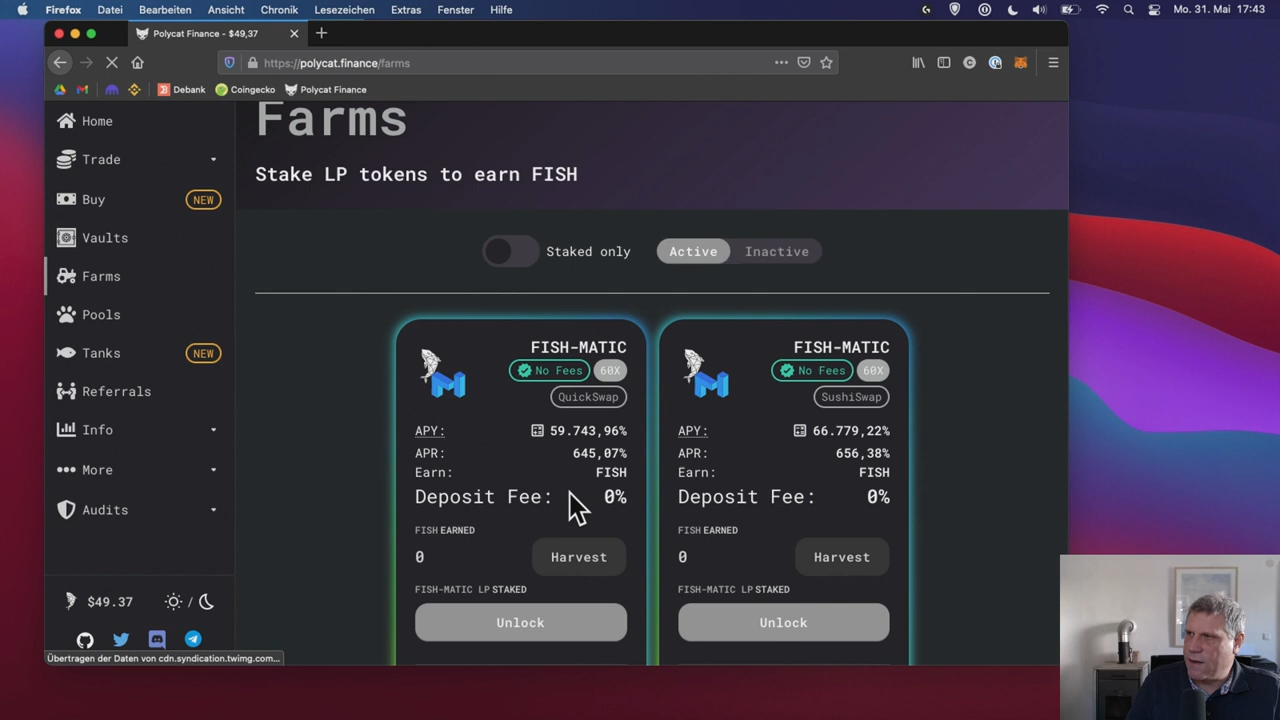 Firefox Datei Bearbeiten Ansicht Chronik Lesezeichen Extras Fenster Hilfe Mo. 31. Mai 17:43
Polycat Finance - $49,37
https://polycat.finance/farms
Debank Coingecko Polycat Finance
Home
Trade
Buy NEW
Vaults
Farms
Pools
Tanks NEW
Referrals
Info
More
Audits
$49.37 /
Übertragen der Daten von cdn.syndication.twimg.com...
Farms
Stake LP tokens to earn FISH
Staked only Active Inactive
FISH-MATIC
No Fees 60X
QuickSwap
APY: 59.743,96%
APR: 645,07%
Earn: FISH
Deposit Fee: 0%
FISH EARNED
0 Harvest
FISH-MATIC LP STAKED
Unlock
FISH-MATIC
No Fees 60X
SushiSwap
APY: 66.779,22%
APR: 656,38%
Earn: FISH
Deposit Fee: 0%
FISH EARNED
0 Harvest
FISH-MATIC LP STAKED
Unlock